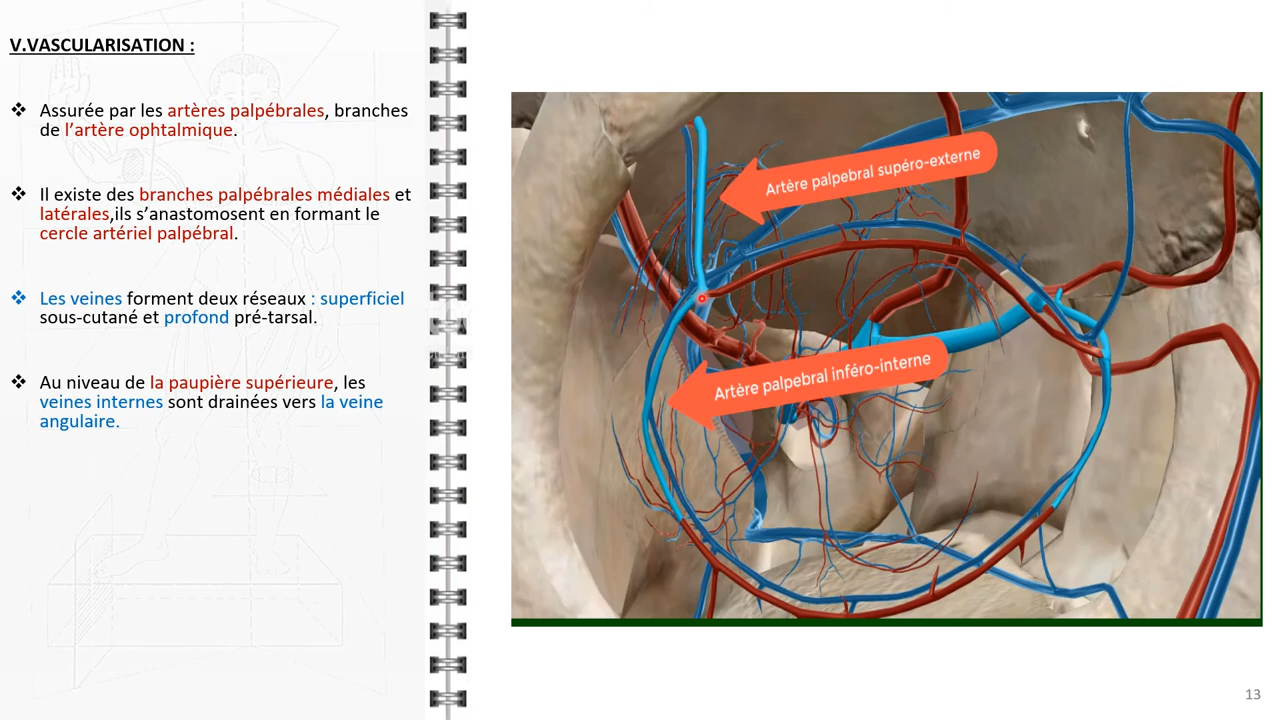 V.VASCULARISATION :
❖ Assurée par les artères palpébrales, branches
de l’artère ophtalmique.
❖ Il existe des branches palpébrales médiales et
latérales,ils s’anastomosent en formant le
cercle artériel palpébral.
❖ Les veines forment deux réseaux : superficiel
sous-cutané et profond pré-tarsal.
❖ Au niveau de la paupière supérieure, les
veines internes sont drainées vers la veine
angulaire.
Artère palpebral supéro-externe
Artère palpebral inféro-interne
13